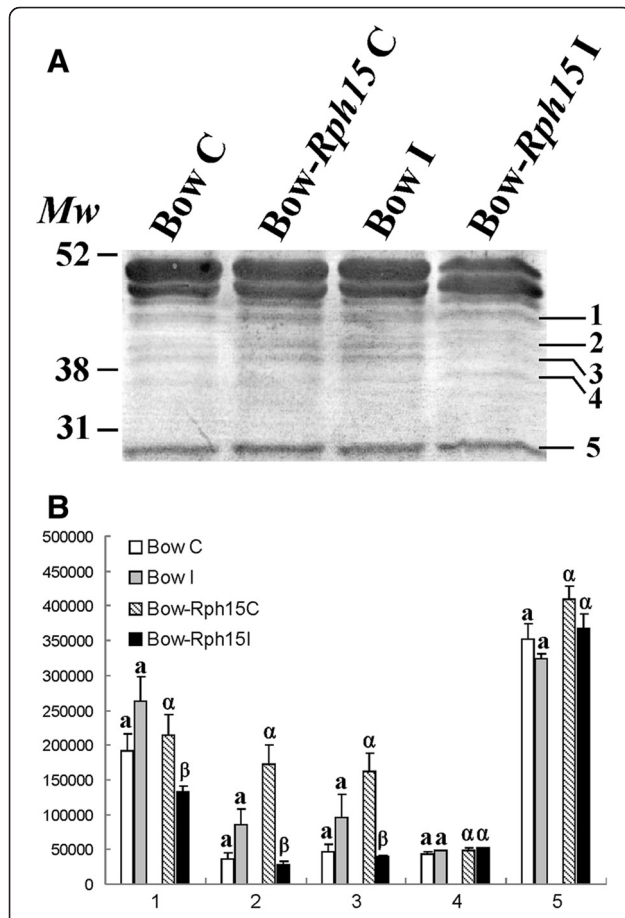 A
Mw
Bow C
Bow-Rph15 C
Bow I
Bow-Rph15 I
52
38
31
1
2
3
4
5
B
500000
450000
400000
350000
300000
250000
200000
150000
100000
50000
0
Bow C
Bow I
Bow-Rph15C
Bow-Rph15I
a a α β
a a α β
a a α β
a a α α
a a α α
1 2 3 4 5